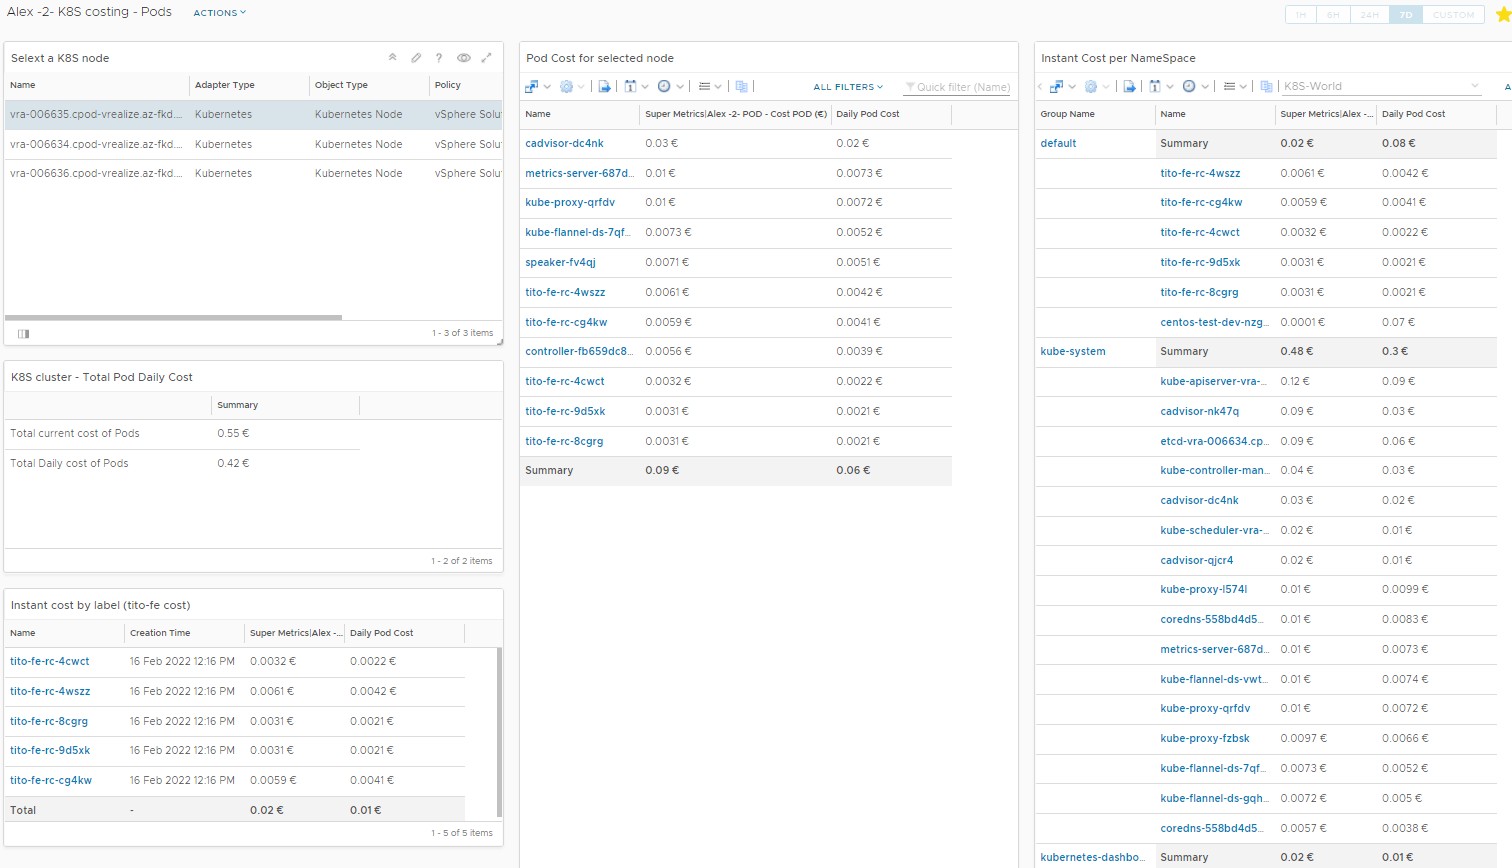 Alex -2- K8S costing - Pods ACTIONS
1H 6H 24H 7D CUSTOM
Selext a K8S node
?
Name Adapter Type Object Type Policy
vra-006635.cpod-vrealize.az-fkd.... Kubernetes Kubernetes Node vSphere Solu
vra-006634.cpod-vrealize.az-fkd.... Kubernetes Kubernetes Node vSphere Solu
vra-006636.cpod-vrealize.az-fkd.... Kubernetes Kubernetes Node vSphere Solu
1 - 3 of 3 items
K8S cluster - Total Pod Daily Cost
Summary
Total current cost of Pods 0.55 €
Total Daily cost of Pods 0.42 €
1 - 2 of 2 items
Instant cost by label (tito-fe cost)
Name Creation Time Super Metrics|Alex -... Daily Pod Cost
tito-fe-rc-4cwct 16 Feb 2022 12:16 PM 0.0032 € 0.0022 €
tito-fe-rc-4wszz 16 Feb 2022 12:16 PM 0.0061 € 0.0042 €
tito-fe-rc-8cgrg 16 Feb 2022 12:16 PM 0.0031 € 0.0021 €
tito-fe-rc-9d5xk 16 Feb 2022 12:16 PM 0.0031 € 0.0021 €
tito-fe-rc-cg4kw 16 Feb 2022 12:16 PM 0.0059 € 0.0041 €
Total - 0.02 € 0.01 €
1 - 5 of 5 items
Pod Cost for selected node
ALL FILTERS Quick filter (Name)
Name Super Metrics|Alex -2- POD - Cost POD (€) Daily Pod Cost
cadvisor-dc4nk 0.03 € 0.02 €
metrics-server-687d... 0.01 € 0.0073 €
kube-proxy-qrfdv 0.01 € 0.0072 €
kube-flannel-ds-7qf... 0.0073 € 0.0052 €
speaker-fv4qj 0.0071 € 0.0051 €
tito-fe-rc-4wszz 0.0061 € 0.0042 €
tito-fe-rc-cg4kw 0.0059 € 0.0041 €
controller-fb659dc8... 0.0056 € 0.0039 €
tito-fe-rc-4cwct 0.0032 € 0.0022 €
tito-fe-rc-9d5xk 0.0031 € 0.0021 €
tito-fe-rc-8cgrg 0.0031 € 0.0021 €
Summary 0.09 € 0.06 €
Instant Cost per NameSpace
K8S-World A
Group Name Name Super Metrics|Alex -... Daily Pod Cost
default Summary 0.02 € 0.08 €
tito-fe-rc-4wszz 0.0061 € 0.0042 €
tito-fe-rc-cg4kw 0.0059 € 0.0041 €
tito-fe-rc-4cwct 0.0032 € 0.0022 €
tito-fe-rc-9d5xk 0.0031 € 0.0021 €
tito-fe-rc-8cgrg 0.0031 € 0.0021 €
centos-test-dev-nzg... 0.0001 € 0.07 €
kube-system Summary 0.48 € 0.3 €
kube-apiserver-vra-... 0.12 € 0.09 €
cadvisor-nk47q 0.09 € 0.03 €
etcd-vra-006634.cp... 0.09 € 0.06 €
kube-controller-man... 0.04 € 0.03 €
cadvisor-dc4nk 0.03 € 0.02 €
kube-scheduler-vra-... 0.02 € 0.01 €
cadvisor-qjcr4 0.02 € 0.01 €
kube-proxy-l574l 0.01 € 0.0099 €
coredns-558bd4d5... 0.01 € 0.0083 €
metrics-server-687d... 0.01 € 0.0073 €
kube-flannel-ds-vwt... 0.01 € 0.0074 €
kube-proxy-qrfdv 0.01 € 0.0072 €
kube-proxy-fzbsk 0.0097 € 0.0066 €
kube-flannel-ds-7qf... 0.0073 € 0.0052 €
kube-flannel-ds-gqh... 0.0072 € 0.005 €
coredns-558bd4d5... 0.0057 € 0.0038 €
kubernetes-dashbo... Summary 0.02 € 0.01 €